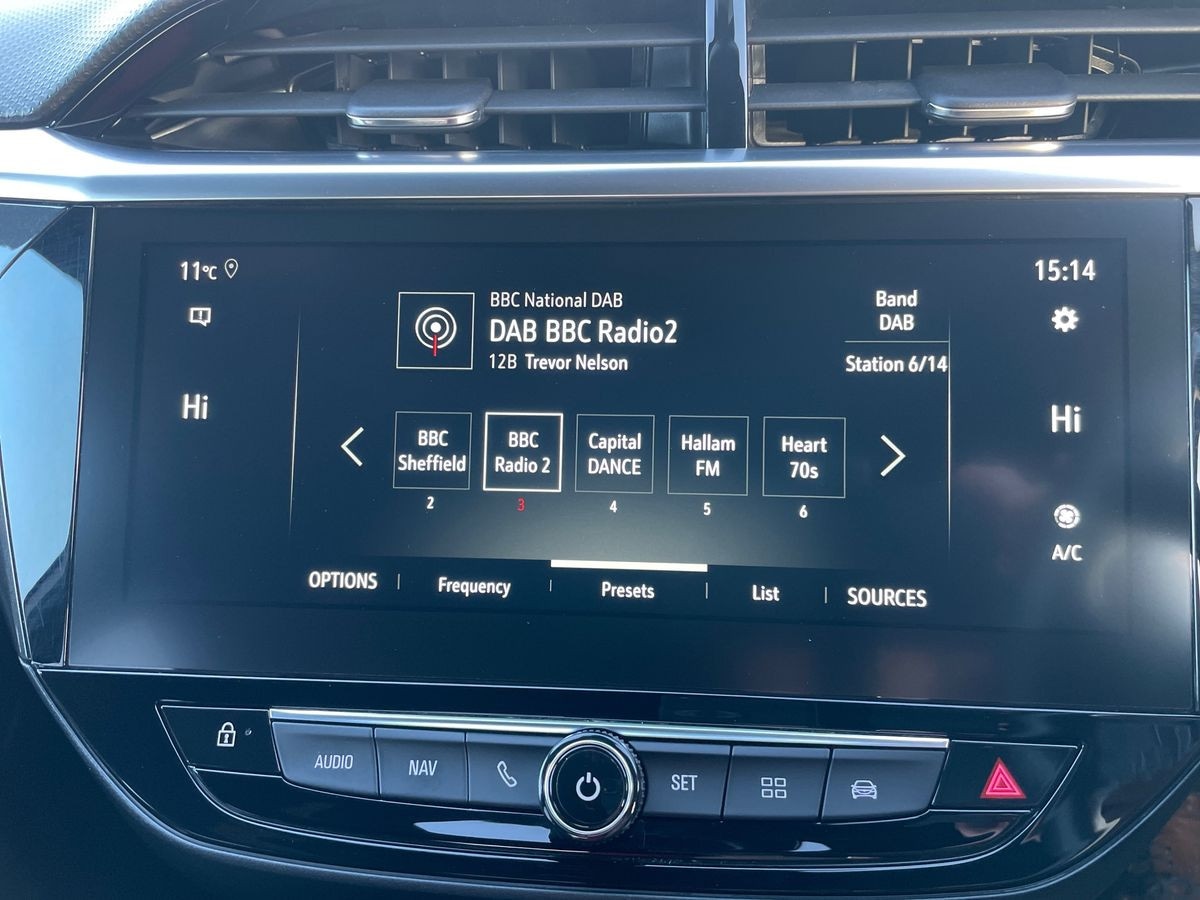 11°C
15:14
BBC National DAB
DAB BBC Radio2
12B Trevor Nelson
Band
DAB
Station 6/14
Hi
Hi
BBC
Sheffield
2
BBC
Radio 2
3
Capital
DANCE
4
Hallam
FM
5
Heart
70s
6
A/C
OPTIONS
Frequency
Presets
List
SOURCES
AUDIO
NAV
SET